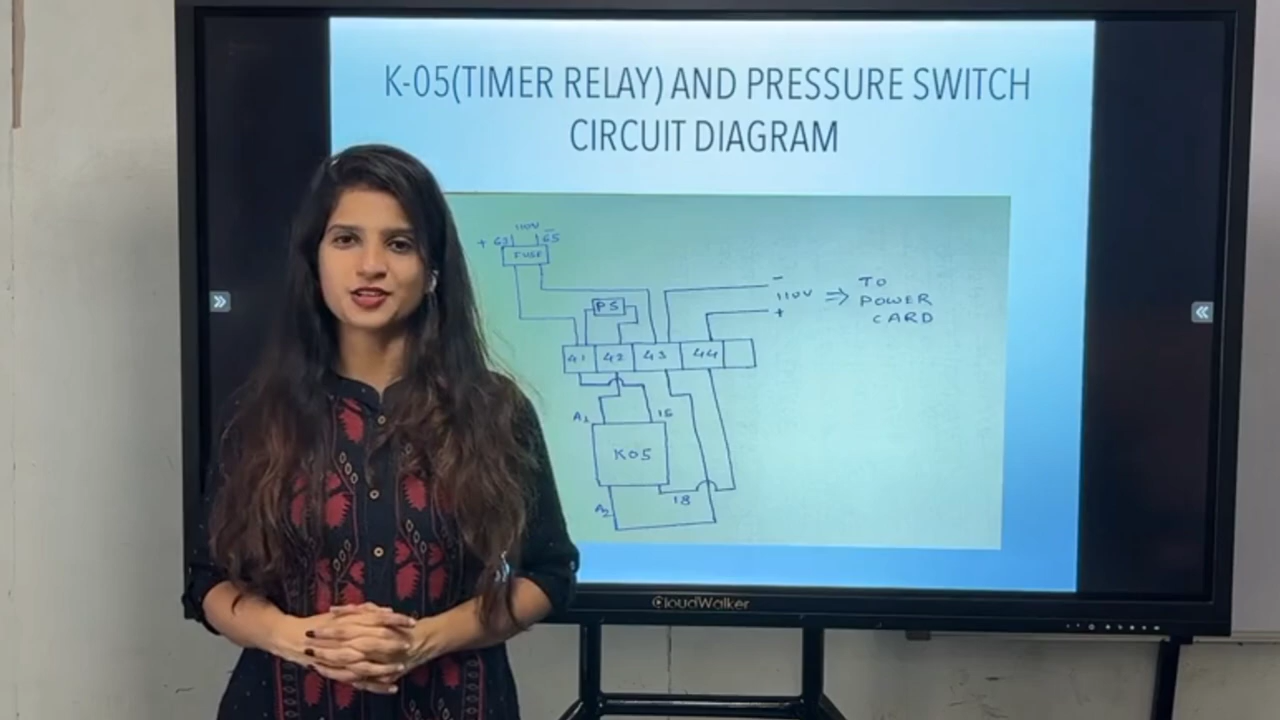 K-05(TIMER RELAY) AND PRESSURE SWITCH
CIRCUIT DIAGRAM
110V
+ 63 65 -
FUSE
-
PS
110V ⇒ TO
POWER
CARD
+
41 42 43 44
A1 15
K05
18
A2
CloudWalker